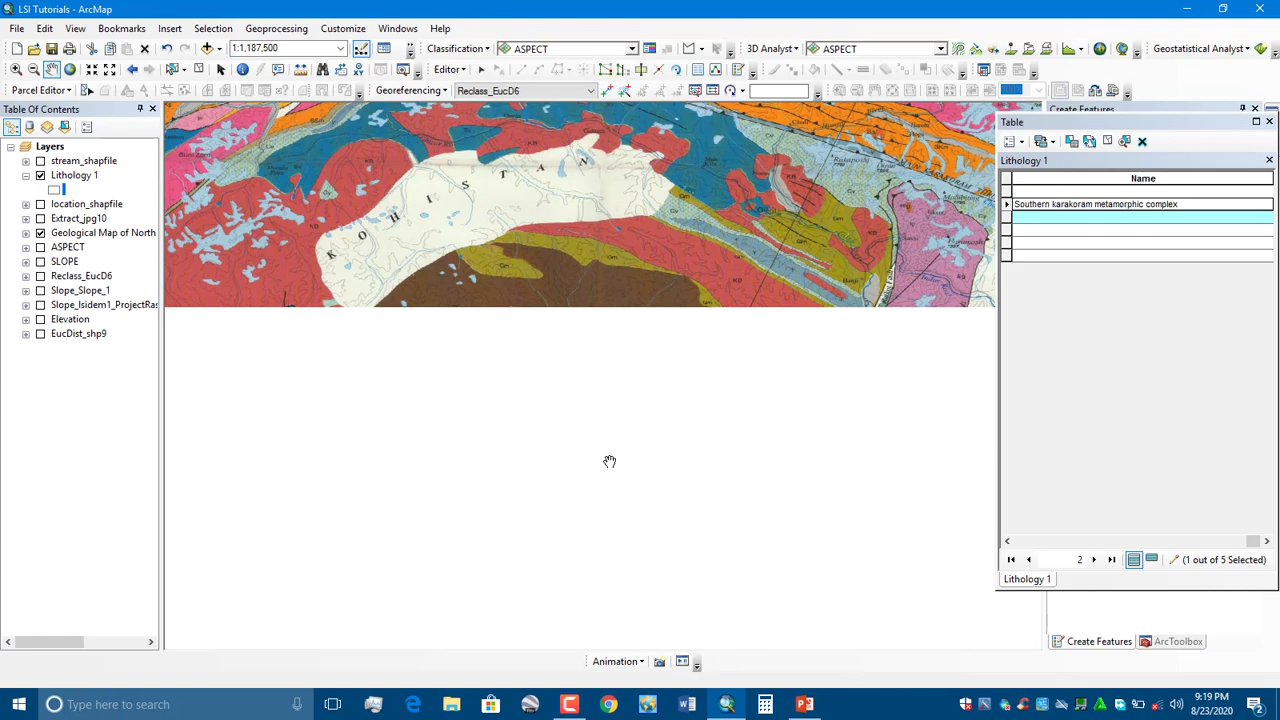 LSI Tutorials - ArcMap
File Edit View Bookmarks Insert Selection Geoprocessing Customize Windows Help
1:1,187,500 Classification ASPECT 3D Analyst ASPECT Geostatistical Analyst
Editor
Parcel Editor Georeferencing Reclass_EucD6
Table Of Contents
Layers
stream_shapfile
Lithology 1
location_shapfile
Extract_jpg10
Geological Map of North
ASPECT
SLOPE
Reclass_EucD6
Slope_Slope_1
Slope_Isidem1_ProjectRas
Elevation
EucDist_shp9
KOHISTAN
Create Features
Table
Lithology 1
Name
Southern karakoram metamorphic complex
2 (1 out of 5 Selected)
Lithology 1
Create Features ArcToolbox
Animation
Type here to search
9:19 PM
8/23/2020
2